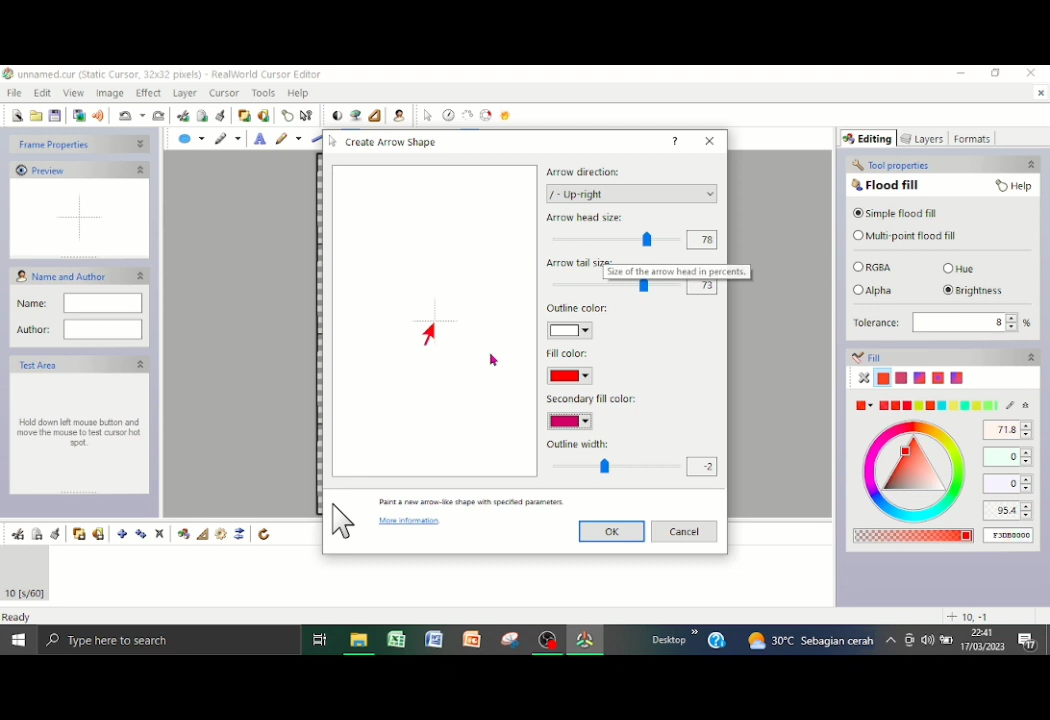 unnamed.cur (Static Cursor, 32x32 pixels) - RealWorld Cursor Editor
File Edit View Image Effect Layer Cursor Tools Help
Frame Properties
Preview
Name and Author
Name:
Author:
Test Area
Hold down left mouse button and
move the mouse to test cursor hot
spot.
Create Arrow Shape
Arrow direction:
/ - Up-right
Arrow head size:
78
Arrow tail size:
Size of the arrow head in percents.
73
Outline color:
Fill color:
Secondary fill color:
Outline width:
-2
Paint a new arrow-like shape with specified parameters.
More information.
OK Cancel
Editing Layers Formats
Tool properties
Flood fill Help
Simple flood fill
Multi-point flood fill
RGBA Hue
Alpha Brightness
Tolerance: 8 %
Fill
71.8
0
0
95.4
F3DB0000
10 [s/60]
Ready
10, -1
Type here to search
Desktop
30°C Sebagian cerah
22:41
17/03/2023
17